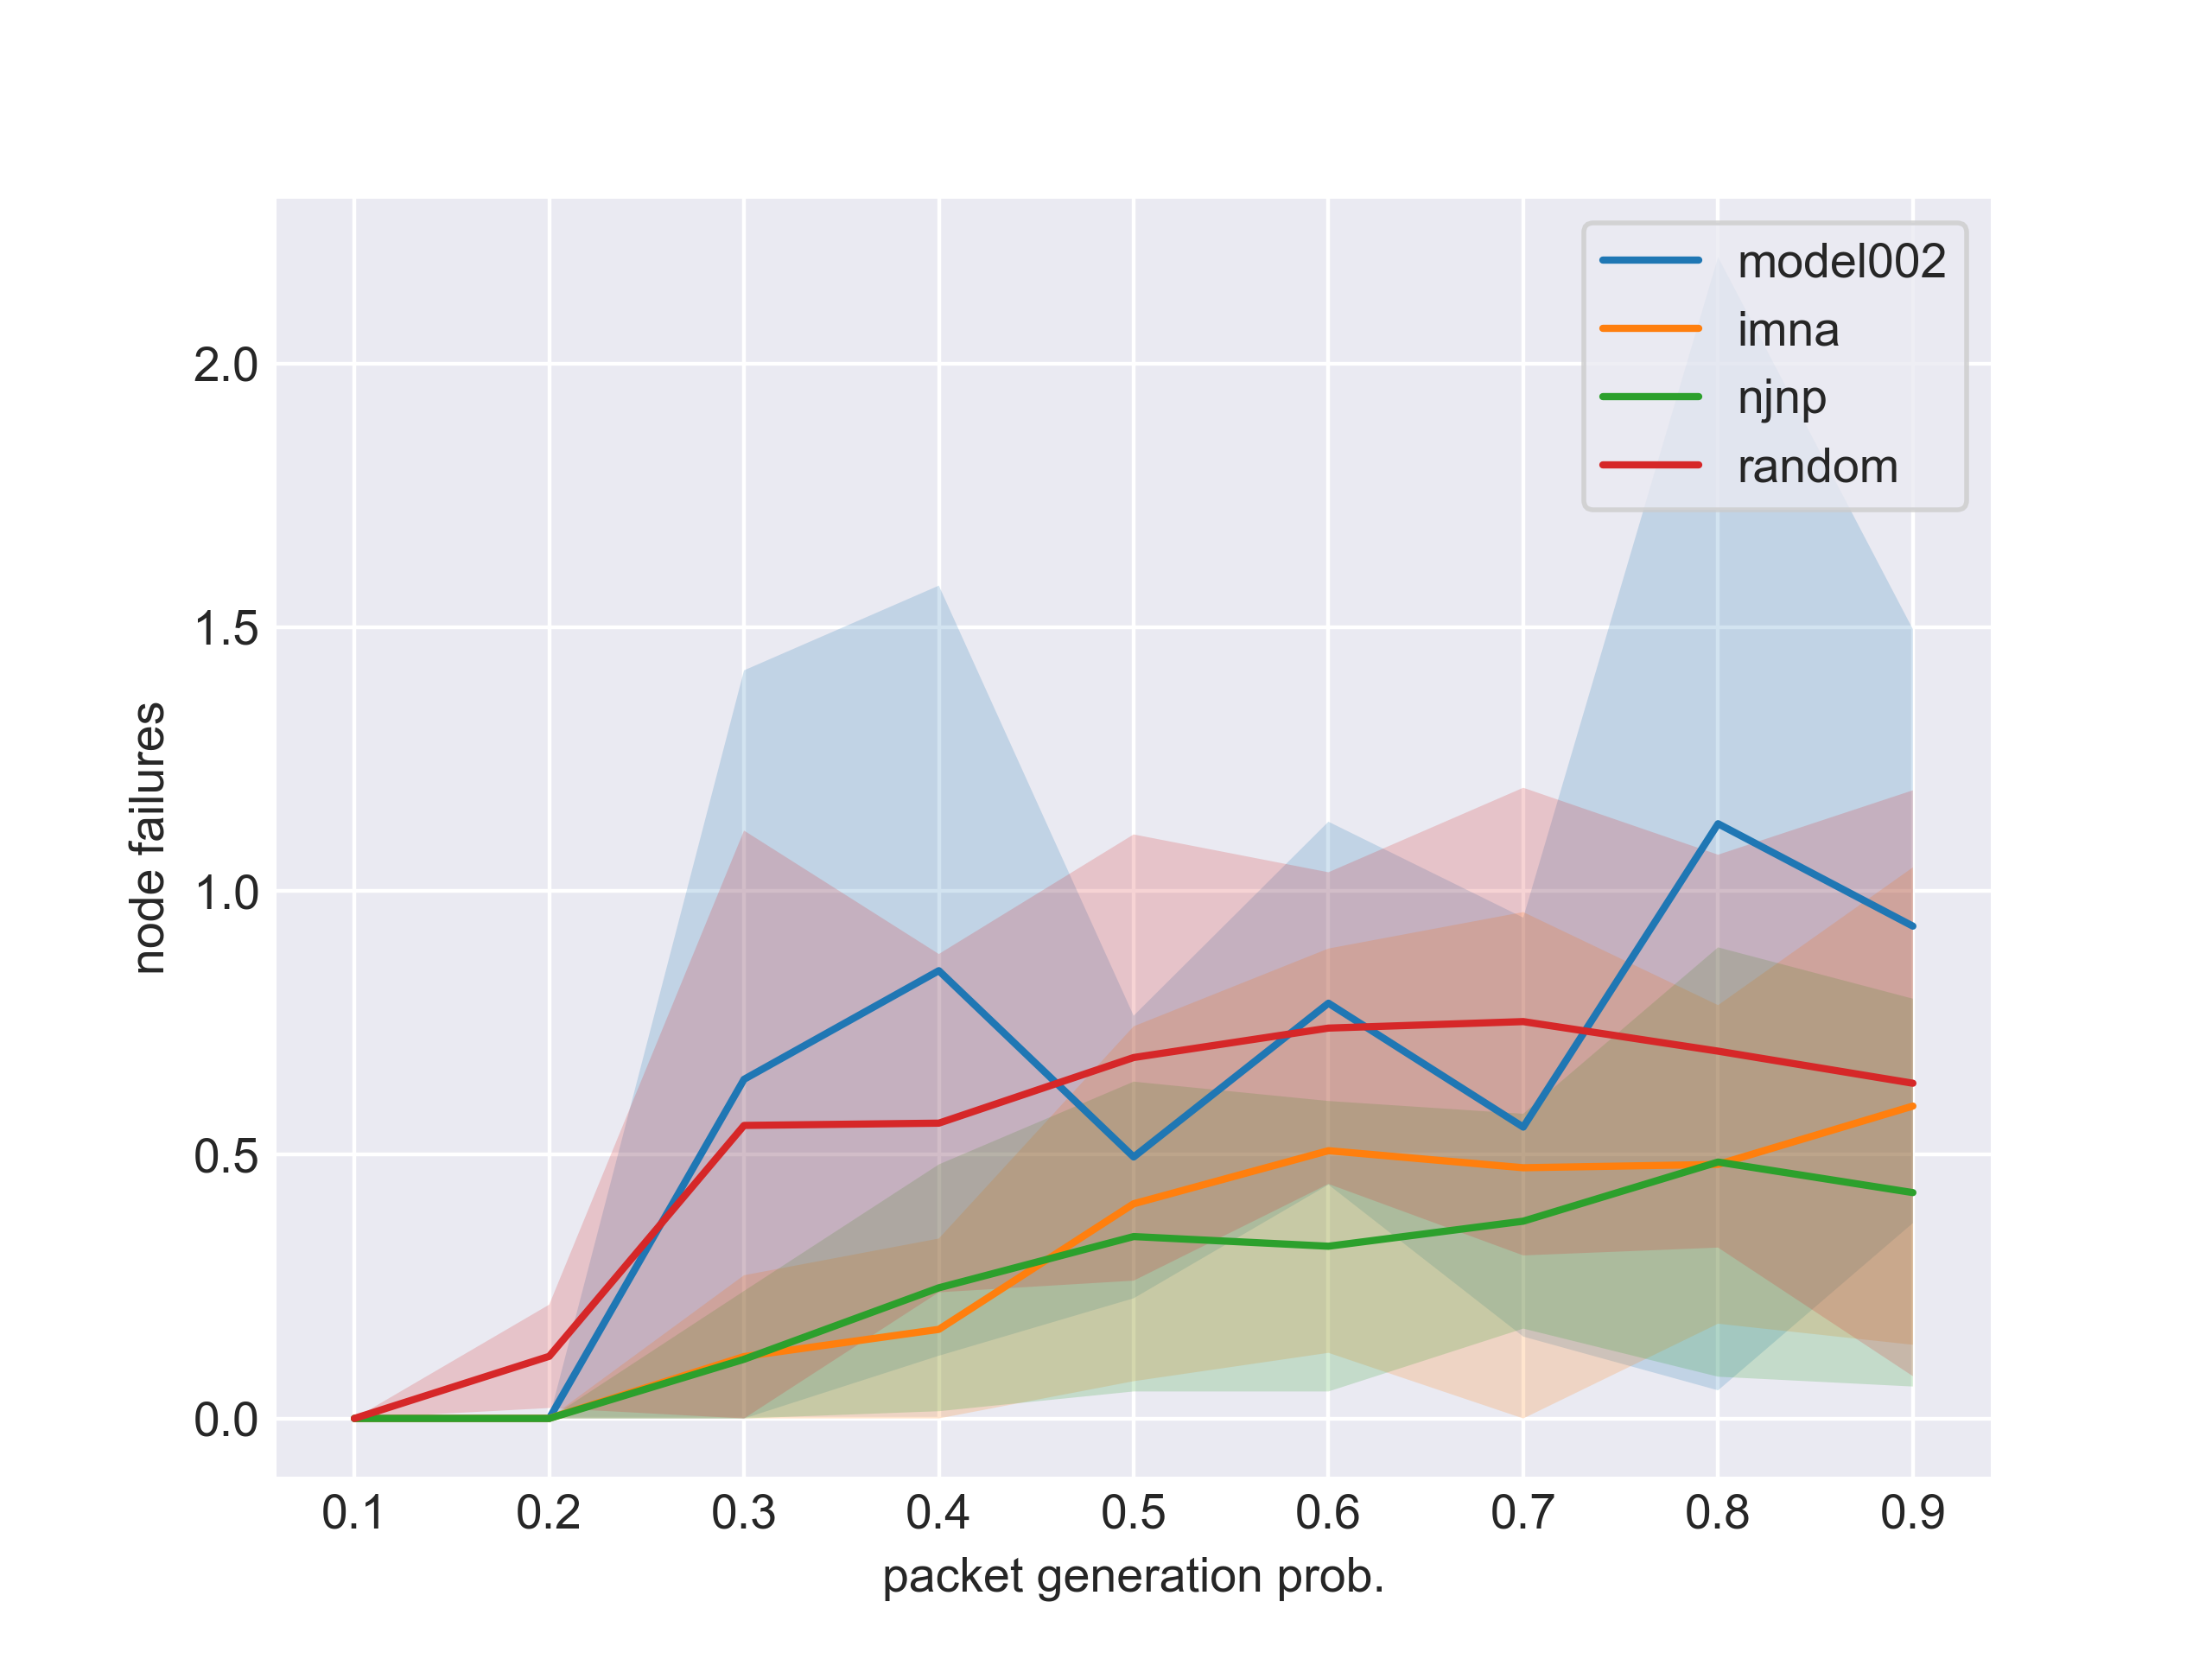 model002
imna
njnp
random
2.0
1.5
1.0
0.5
0.0
node failures
0.1 0.2 0.3 0.4 0.5 0.6 0.7 0.8 0.9
packet generation prob.